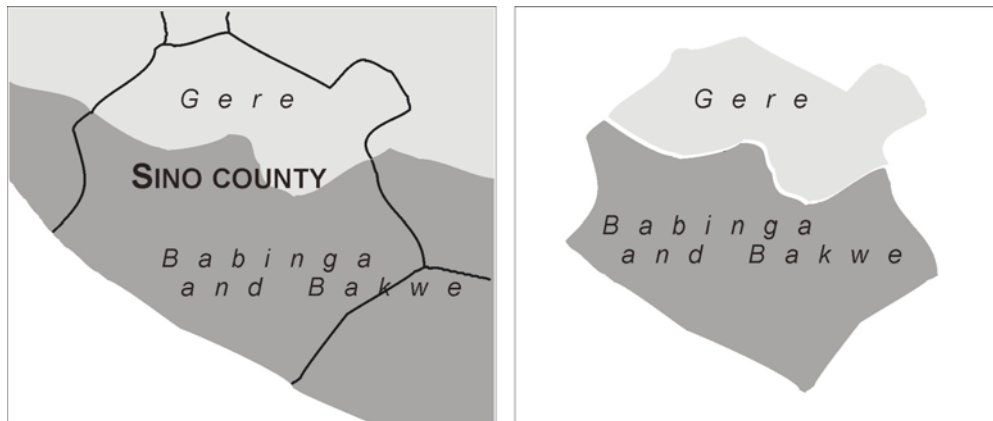 Gere
SINO COUNTY
Babinga
and Bakwe
Gere
Babinga
and Bakwe